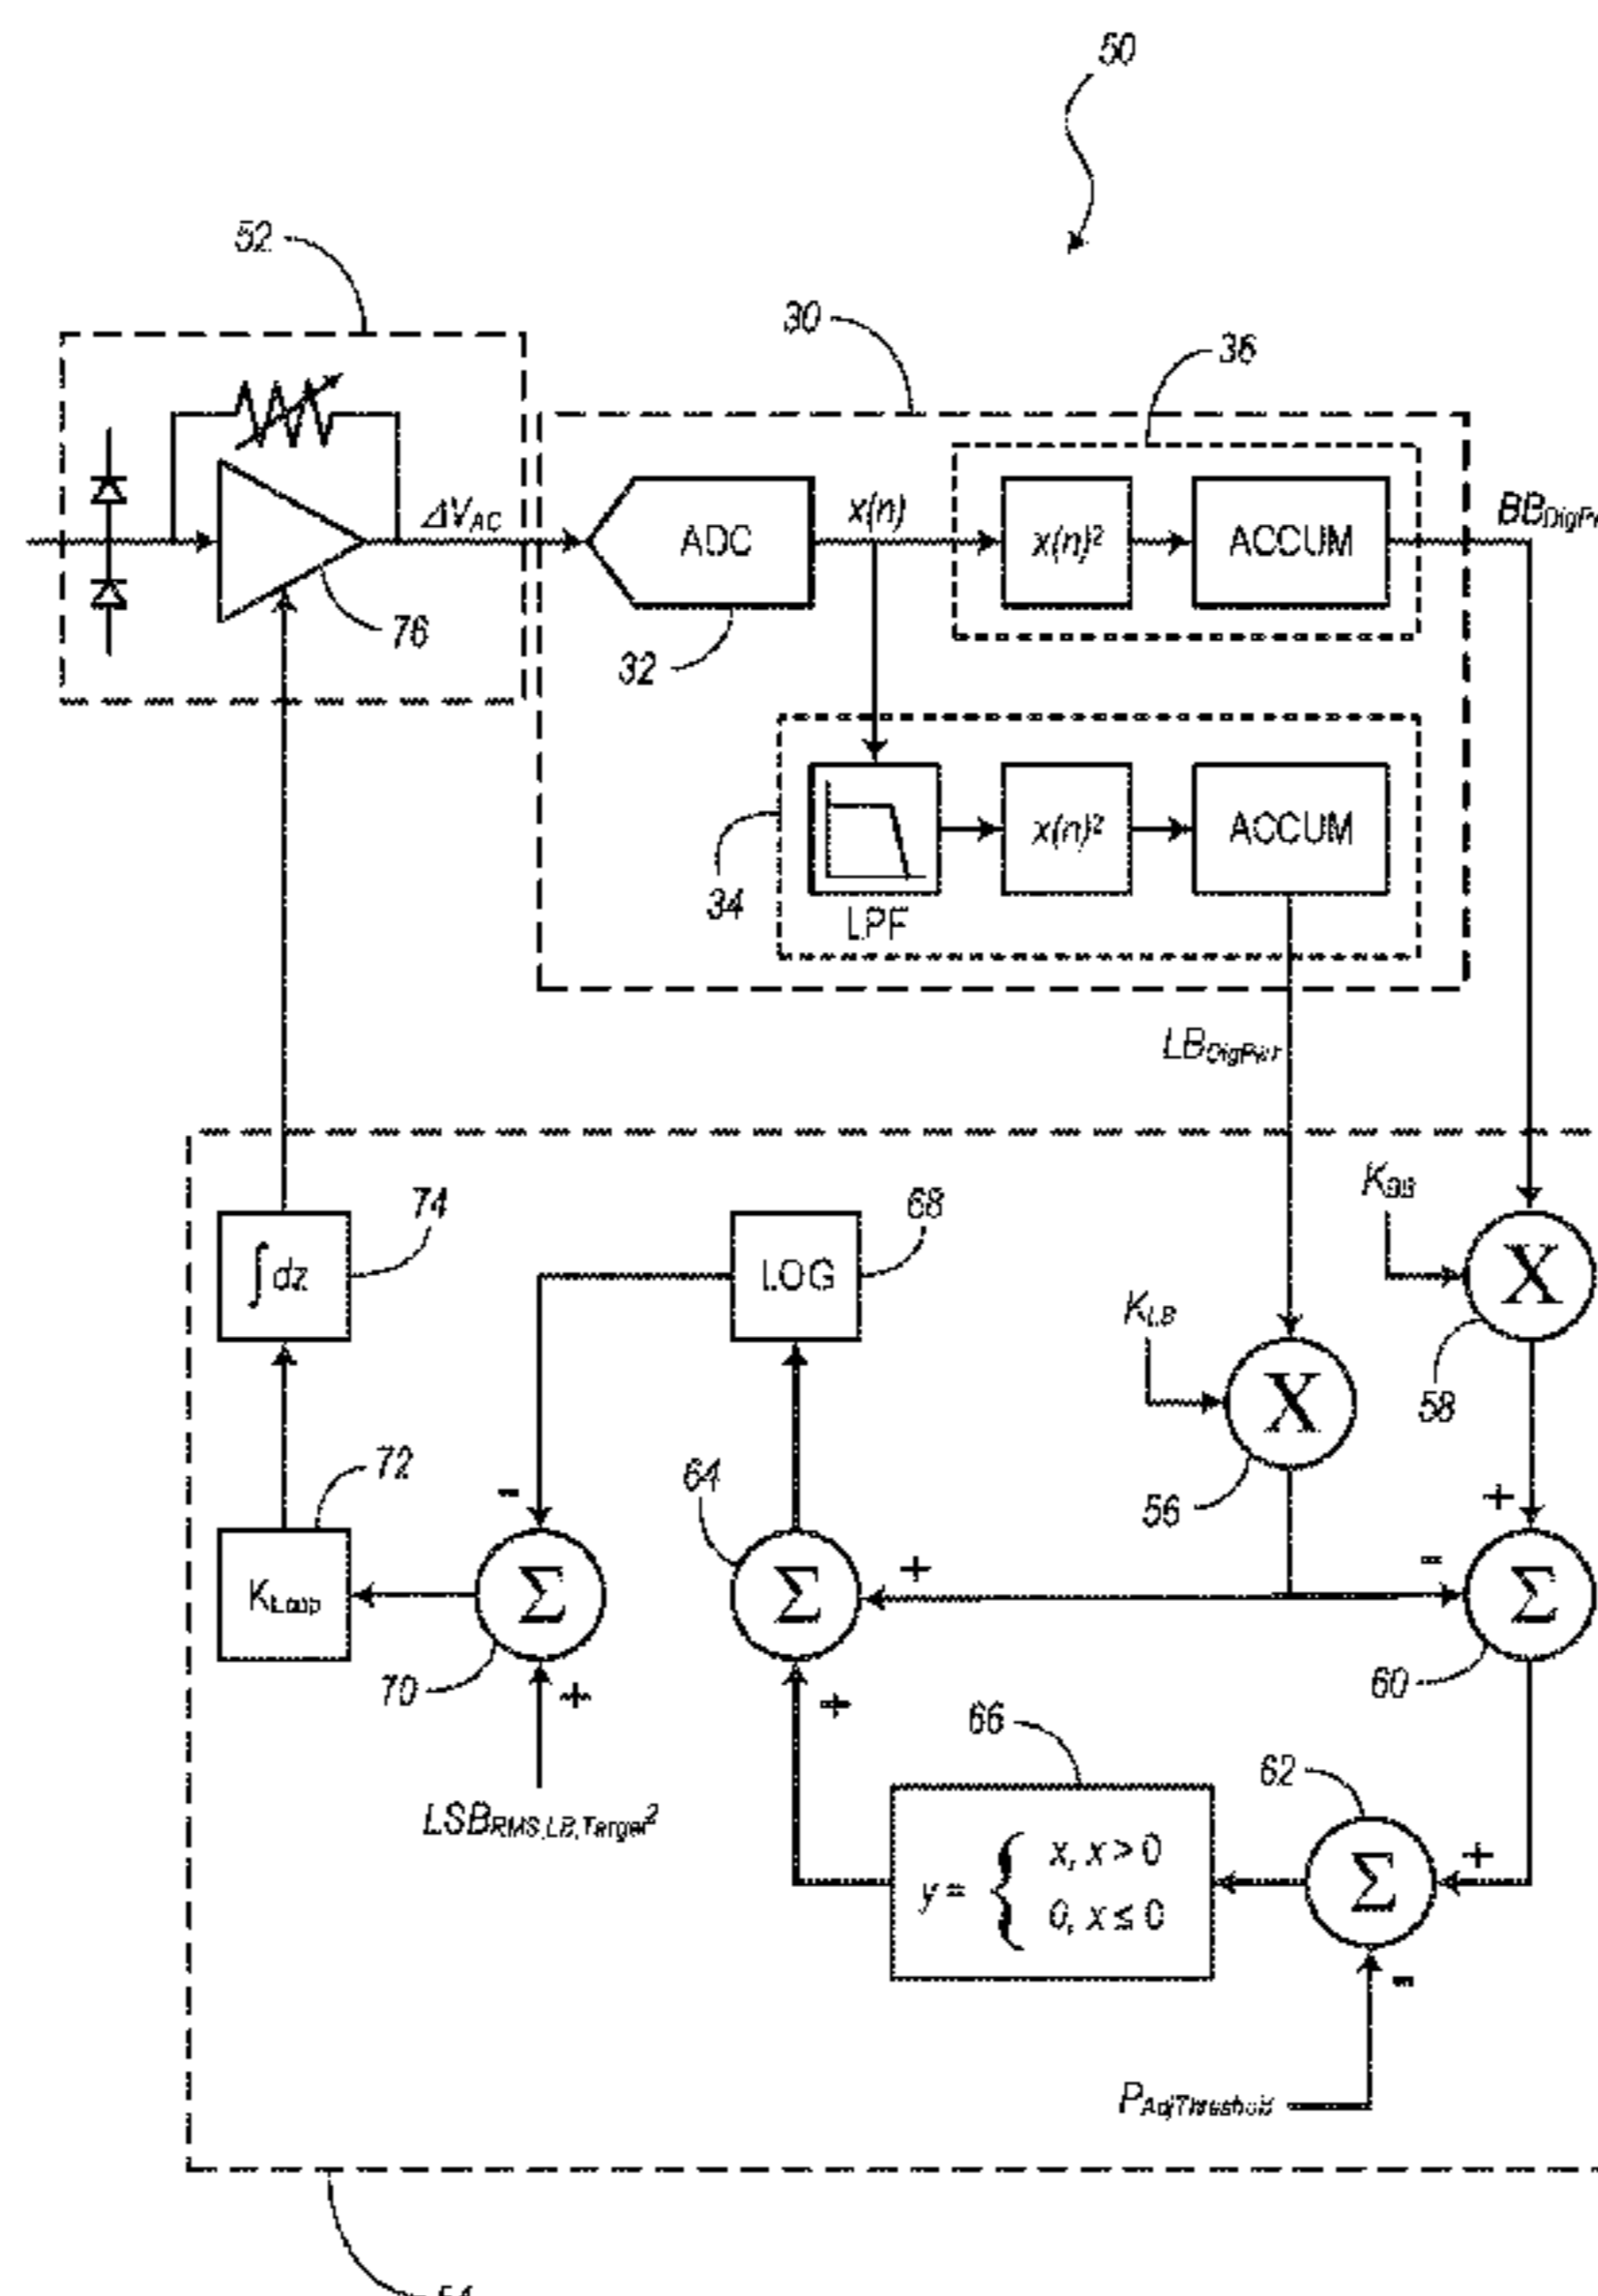 50
52
30
36
ΔV_AC
ADC
x(n)
x(n)²
ACCUM
76
32
x(n)²
ACCUM
34
LPF
LB_DigPwr
K_BB
74
68
∫dz
LOG
X
K_LB
X
58
72
64
56
-
+
K_Loop
Σ
Σ
+
-
Σ
70
+
+
60
66
62
LSB_RMS,LB,Target²
y = { x, x > 0
0, x ≤ 0
Σ
+
-
P_AdjThreshold
54